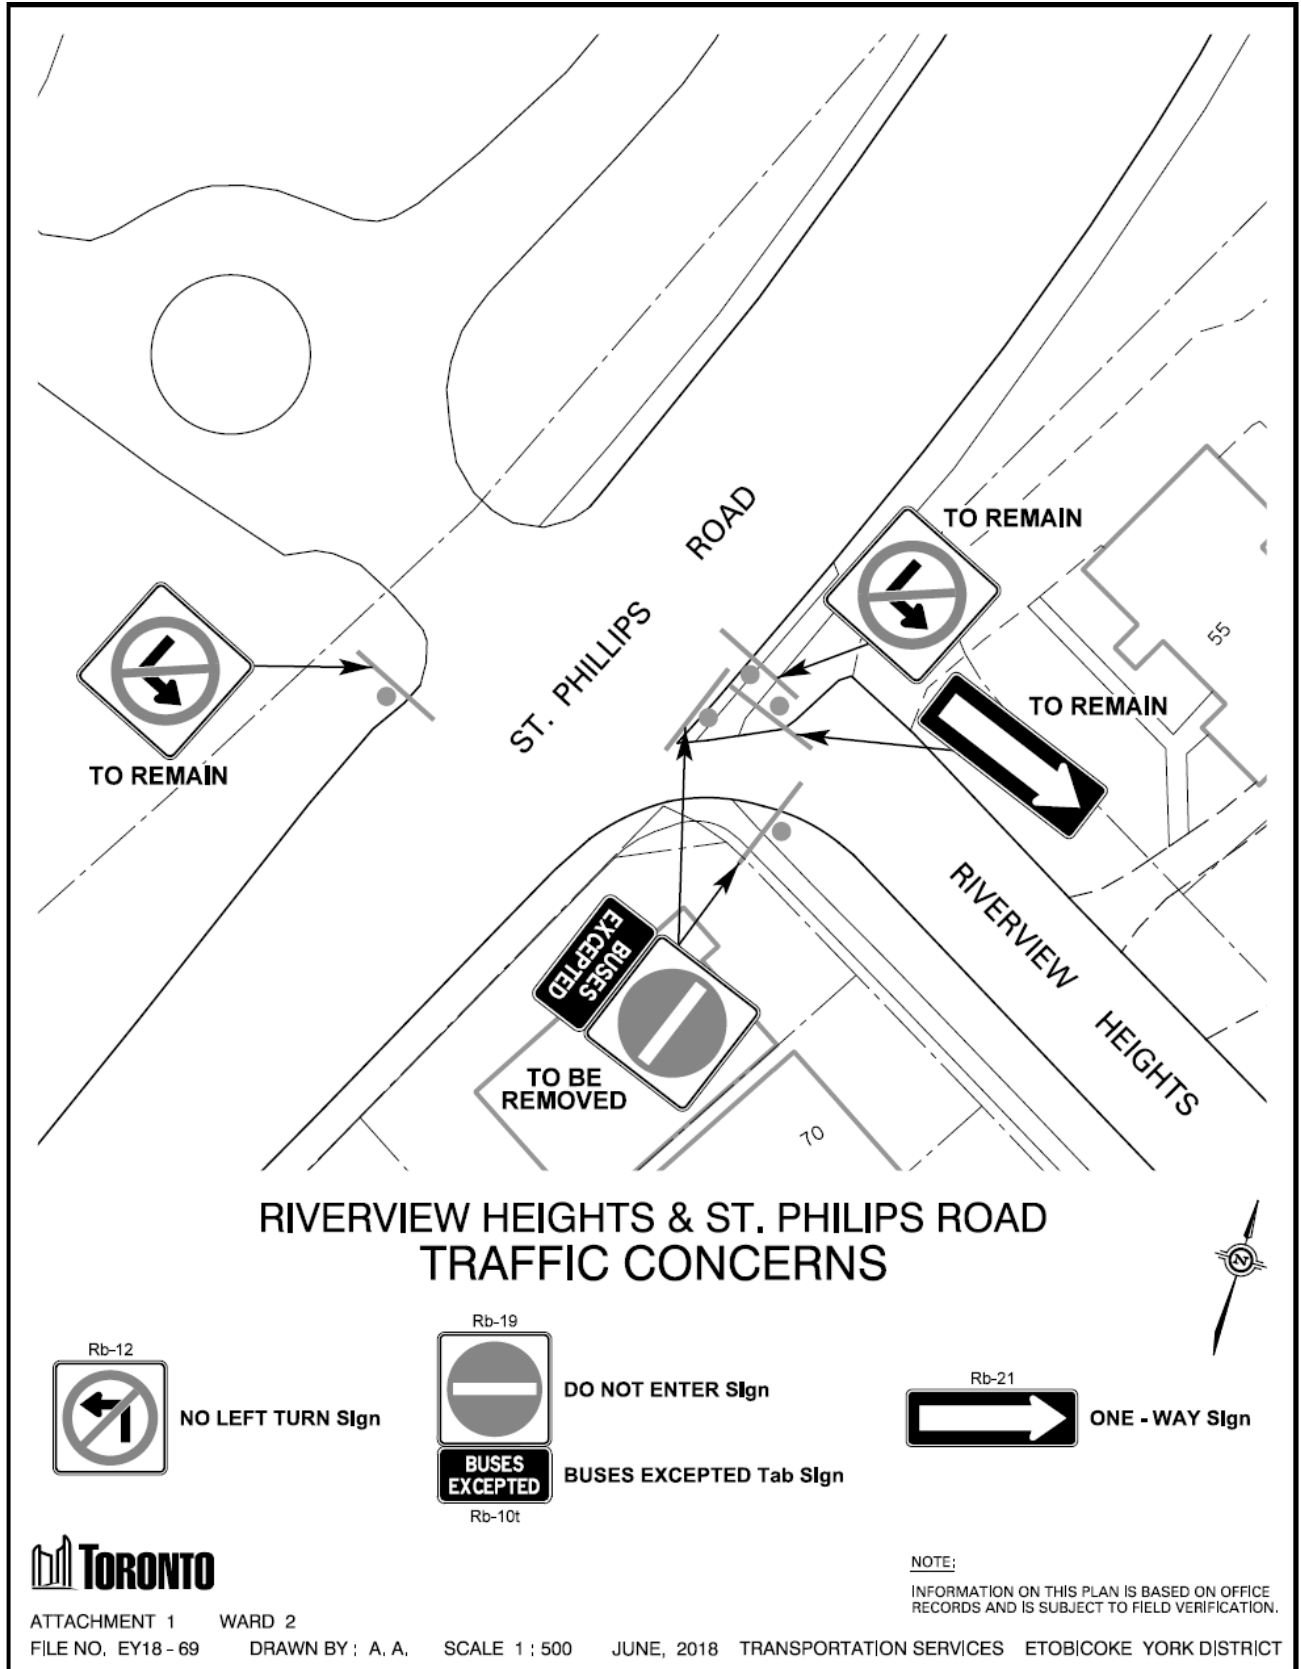 TO REMAIN
ROAD
ST. PHILLIPS
55
TO REMAIN
TO REMAIN
RIVERVIEW
HEIGHTS
BUSES
EXCEPTED
TO BE
REMOVED
70
RIVERVIEW HEIGHTS & ST. PHILIPS ROAD
TRAFFIC CONCERNS
N
Rb-12
NO LEFT TURN Sign
Rb-19
DO NOT ENTER Sign
BUSES
EXCEPTED
BUSES EXCEPTED Tab Sign
Rb-10t
Rb-21
ONE - WAY Sign
TORONTO
NOTE:
INFORMATION ON THIS PLAN IS BASED ON OFFICE
RECORDS AND IS SUBJECT TO FIELD VERIFICATION.
ATTACHMENT 1 WARD 2
FILE NO. EY18 - 69 DRAWN BY : A. A. SCALE 1 : 500 JUNE, 2018 TRANSPORTATION SERVICES ETOBICOKE YORK DISTRICT